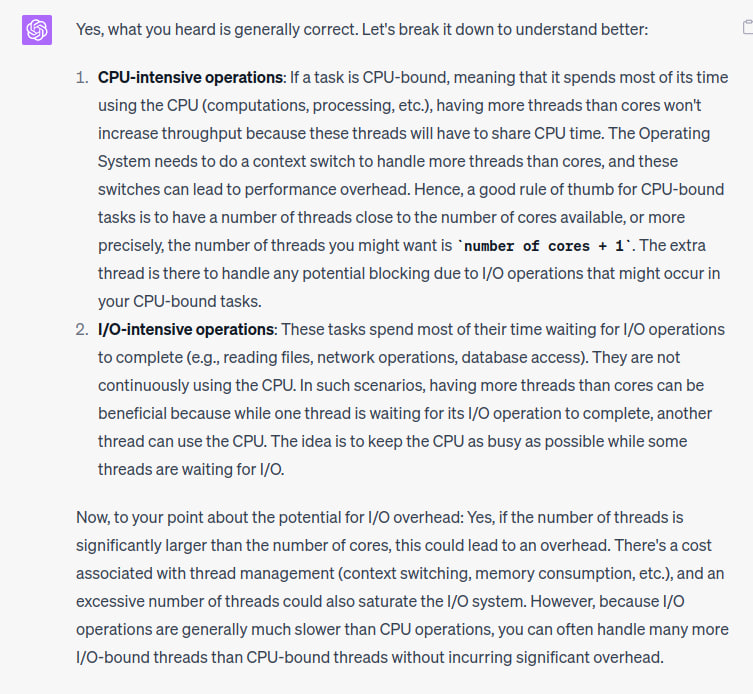 Yes, what you heard is generally correct. Let's break it down to understand better:
1. CPU-intensive operations: If a task is CPU-bound, meaning that it spends most of its time
using the CPU (computations, processing, etc.), having more threads than cores won't
increase throughput because these threads will have to share CPU time. The Operating
System needs to do a context switch to handle more threads than cores, and these
switches can lead to performance overhead. Hence, a good rule of thumb for CPU-bound
tasks is to have a number of threads close to the number of cores available, or more
precisely, the number of threads you might want is `number of cores + 1`. The extra
thread is there to handle any potential blocking due to I/O operations that might occur in
your CPU-bound tasks.
2. I/O-intensive operations: These tasks spend most of their time waiting for I/O operations
to complete (e.g., reading files, network operations, database access). They are not
continuously using the CPU. In such scenarios, having more threads than cores can be
beneficial because while one thread is waiting for its I/O operation to complete, another
thread can use the CPU. The idea is to keep the CPU as busy as possible while some
threads are waiting for I/O.
Now, to your point about the potential for I/O overhead: Yes, if the number of threads is
significantly larger than the number of cores, this could lead to an overhead. There's a cost
associated with thread management (context switching, memory consumption, etc.), and an
excessive number of threads could also saturate the I/O system. However, because I/O
operations are generally much slower than CPU operations, you can often handle many more
I/O-bound threads than CPU-bound threads without incurring significant overhead.